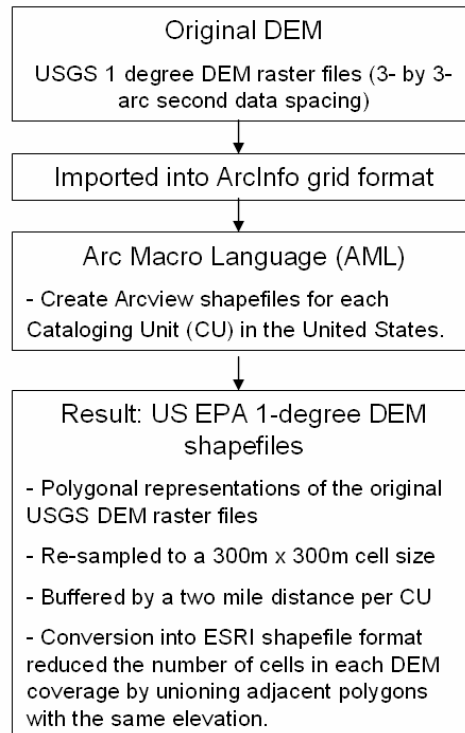 Original DEM
USGS 1 degree DEM raster files (3- by 3-
arc second data spacing)
Imported into ArcInfo grid format
Arc Macro Language (AML)
- Create Arcview shapefiles for each
Cataloging Unit (CU) in the United States.
Result: US EPA 1-degree DEM
shapefiles
- Polygonal representations of the original
USGS DEM raster files
- Re-sampled to a 300m x 300m cell size
- Buffered by a two mile distance per CU
- Conversion into ESRI shapefile format
reduced the number of cells in each DEM
coverage by unioning adjacent polygons
with the same elevation.